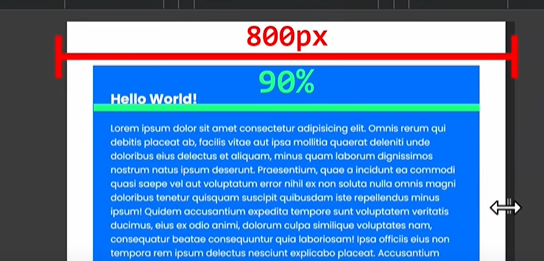 800px
90%
Hello World!
Lorem ipsum dolor sit amet consectetur adipisicing elit. Omnis rerum qui
debitis placeat ab, facilis vitae aut ipsa mollitia quaerat deleniti unde
doloribus eius delectus et aliquam, minus quam laborum dignissimos
nostrum natus ipsum deserunt. Praesentium, quae a incidunt ea commodi
quasi saepe vel aut voluptatum error nihil ex non soluta nulla omnis magni
doloribus tenetur quisquam suscipit quibusdam iste repellendus minus
ipsum! Quidem accusantium expedita tempore sunt voluptatem veritatis
ducimus, eius ex odio animi, dolorum culpa similique voluptates nam,
consequatur beatae consequuntur quia laboriosam! Ipsa officiis eius non
tempora rem ipsum delectus nesciunt explicabo placeat. Accusantium